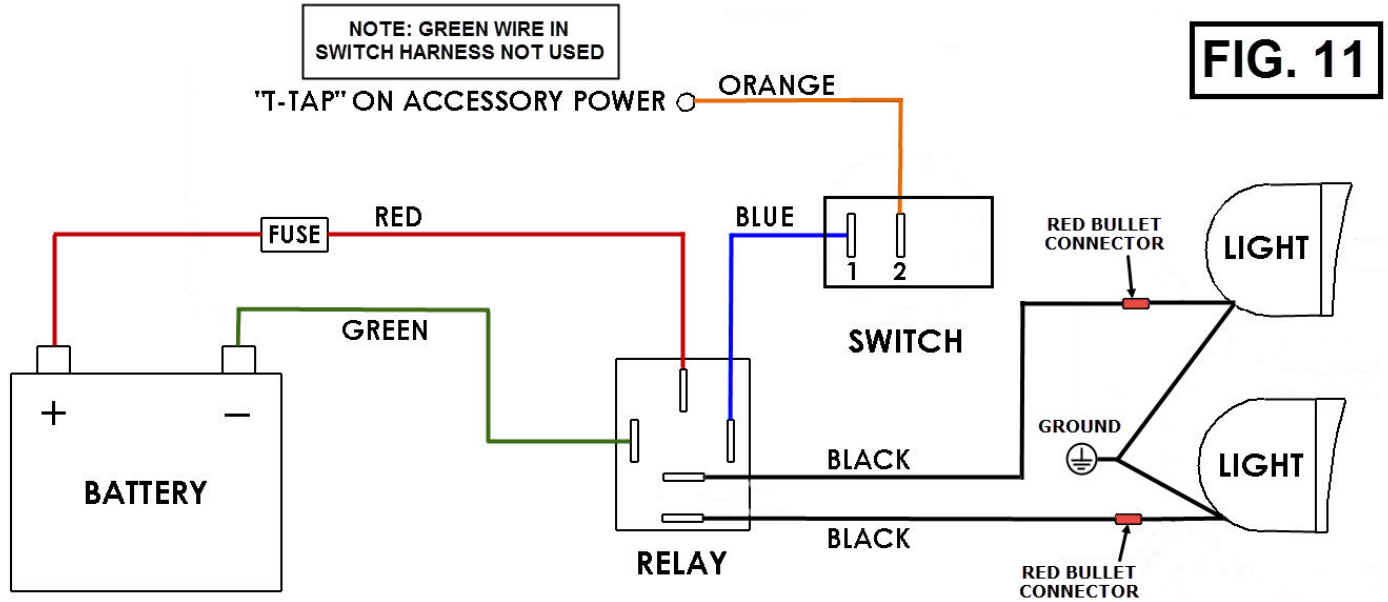 NOTE: GREEN WIRE IN
SWITCH HARNESS NOT USED
FIG. 11
"T-TAP" ON ACCESSORY POWER
ORANGE
FUSE
RED
BLUE
1 2
SWITCH
RED BULLET
CONNECTOR
LIGHT
GREEN
+ −
BATTERY
GROUND
BLACK
LIGHT
BLACK
RELAY
RED BULLET
CONNECTOR